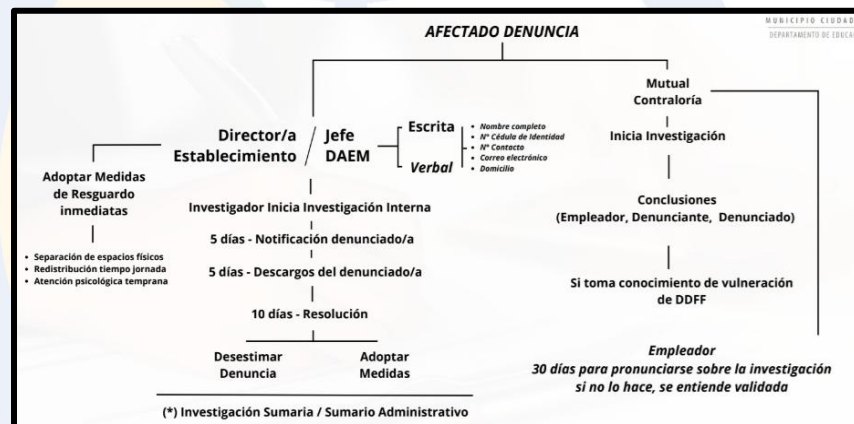 MUNICIPIO CIUDAD
DEPARTAMENTO DE EDUCA
AFECTADO DENUNCIA
Director/a
Establecimiento
/
Jefe
DAEM
Escrita
Verbal
• Nombre completo
• N° Cédula de Identidad
• N° Contacto
• Correo electrónico
• Domicilio
Adoptar Medidas
de Resguardo
inmediatas
• Separación de espacios físicos
• Redistribución tiempo jornada
• Atención psicológica temprana
Investigador Inicia Investigación Interna
5 días - Notificación denunciado/a
5 días - Descargos del denunciado/a
10 días - Resolución
Desestimar
Denuncia
Adoptar
Medidas
(*) Investigación Sumaria / Sumario Administrativo
Mutual
Contraloría
Inicia Investigación
Conclusiones
(Empleador, Denunciante, Denunciado)
Si toma conocimiento de vulneración
de DDFF
Empleador
30 días para pronunciarse sobre la investigación
si no lo hace, se entiende validada